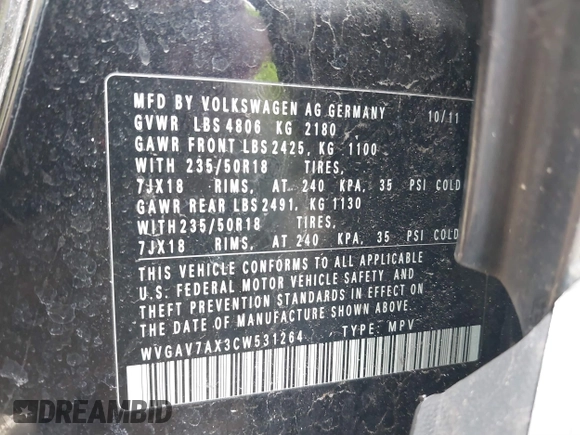 MFD BY VOLKSWAGEN AG GERMANY 10/11
GVWR LBS 4806 KG 2180
GAWR FRONT LBS 2425, KG 1100
WITH 235/50R18 TIRES,
7JX18 RIMS, AT 240 KPA, 35 PSI COLD
GAWR REAR LBS 2491, KG 1130
WITH 235/50R18 TIRES,
7JX18 RIMS, AT 240 KPA, 35 PSI COLD
THIS VEHICLE CONFORMS TO ALL APPLICABLE
U.S. FEDERAL MOTOR VEHICLE SAFETY AND
THEFT PREVENTION STANDARDS IN EFFECT ON
THE DATE OF MANUFACTURE SHOWN ABOVE.
WVGAV7AX3CW531264 TYPE: MPV
DREAMBID